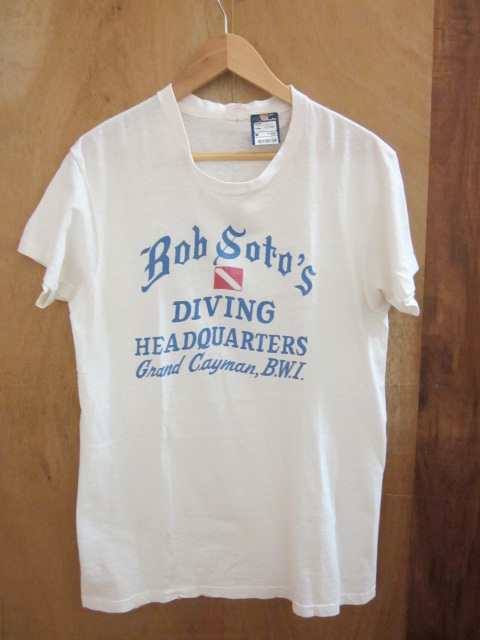 Bob Soto's
DIVING
HEADQUARTERS
Grand Cayman, B.W.I.